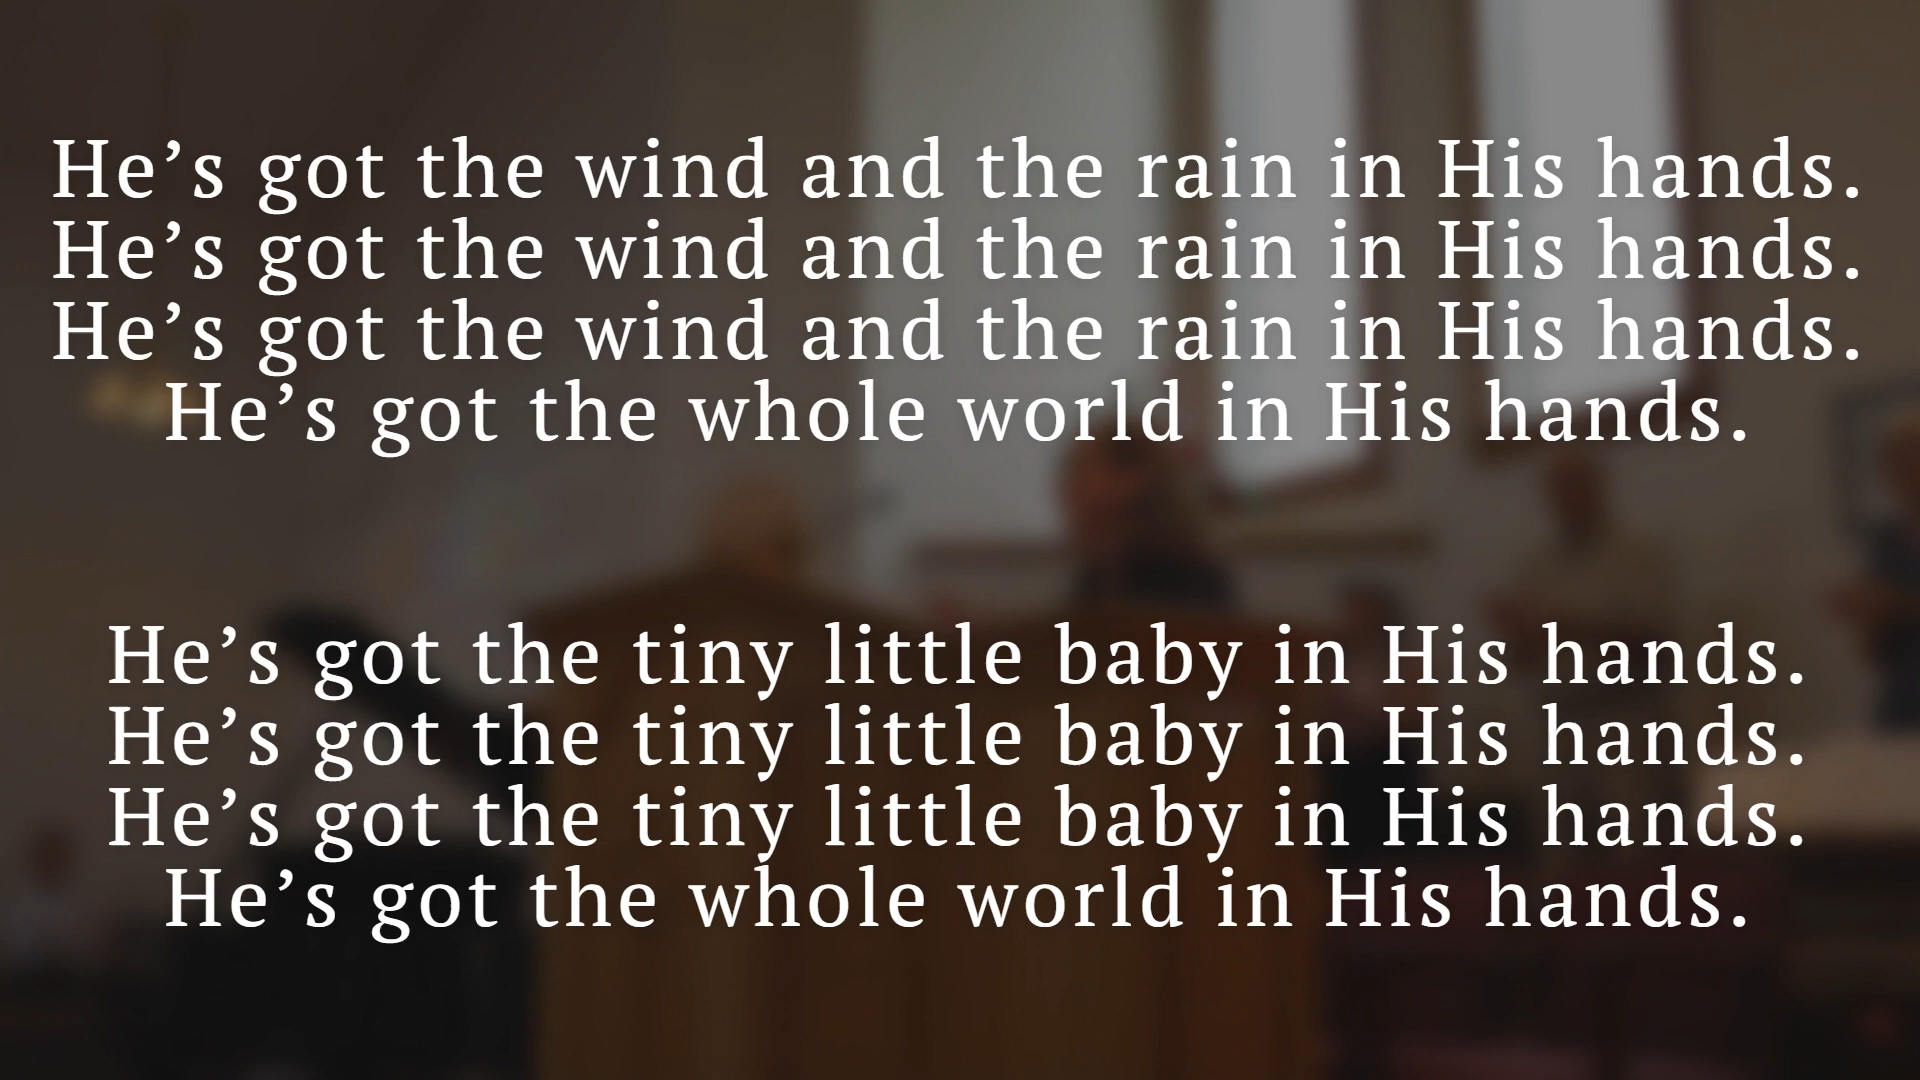 He’s got the wind and the rain in His hands.
He’s got the wind and the rain in His hands.
He’s got the wind and the rain in His hands.
He’s got the whole world in His hands.
He’s got the tiny little baby in His hands.
He’s got the tiny little baby in His hands.
He’s got the tiny little baby in His hands.
He’s got the whole world in His hands.